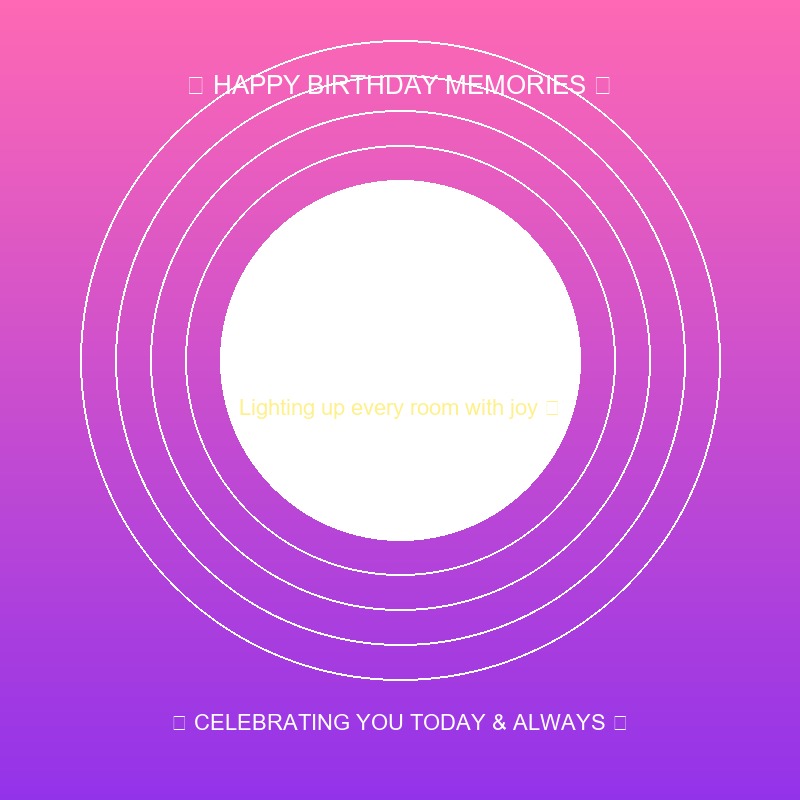 ▯ HAPPY BIRTHDAY MEMORIES ▯
Lighting up every room with joy ▯
▯ CELEBRATING YOU TODAY & ALWAYS ▯